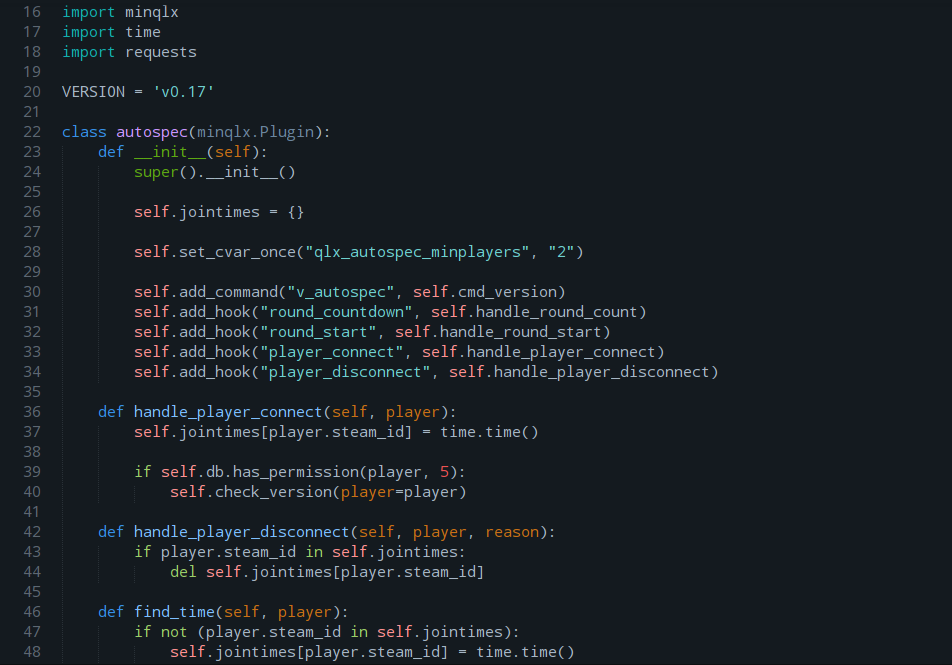 16 import minqlx
17 import time
18 import requests
19
20 VERSION = 'v0.17'
21
22 class autospec(minqlx.Plugin):
23     def __init__(self):
24         super().__init__()
25
26         self.jointimes = {}
27
28         self.set_cvar_once("qlx_autospec_minplayers", "2")
29
30         self.add_command("v_autospec", self.cmd_version)
31         self.add_hook("round_countdown", self.handle_round_count)
32         self.add_hook("round_start", self.handle_round_start)
33         self.add_hook("player_connect", self.handle_player_connect)
34         self.add_hook("player_disconnect", self.handle_player_disconnect)
35
36     def handle_player_connect(self, player):
37         self.jointimes[player.steam_id] = time.time()
38
39         if self.db.has_permission(player, 5):
40             self.check_version(player=player)
41
42     def handle_player_disconnect(self, player, reason):
43         if player.steam_id in self.jointimes:
44             del self.jointimes[player.steam_id]
45
46     def find_time(self, player):
47         if not (player.steam_id in self.jointimes):
48             self.jointimes[player.steam_id] = time.time()